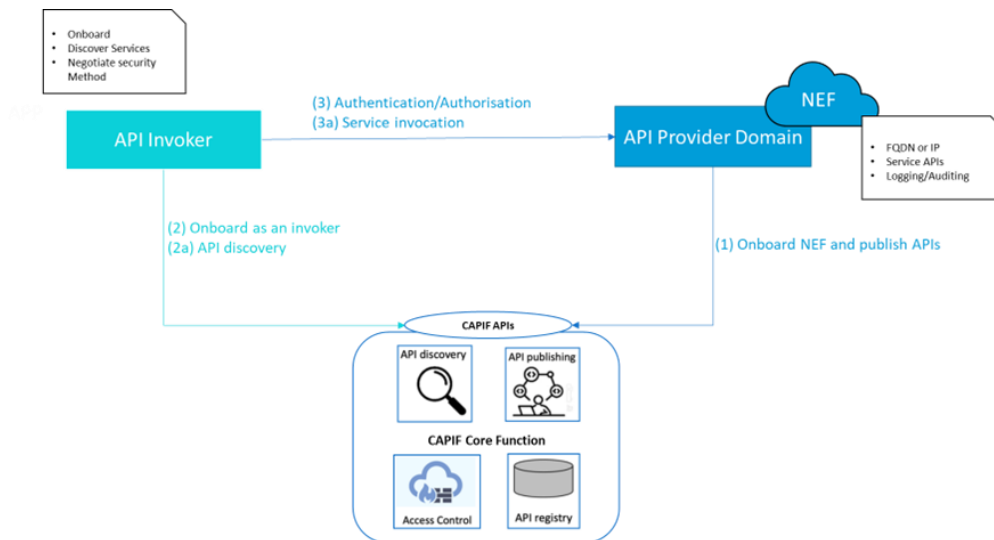 Onboard
Discover Services
Negotiate security
Method
NEF
(3) Authentication/Authorisation
(3a) Service invocation
API Invoker
API Provider Domain
FQDN or IP
Service APIs
Logging/Auditing
(2) Onboard as an invoker
(2a) API discovery
(1) Onboard NEF and publish APIs
CAPIF APIs
API discovery
API publishing
CAPIF Core Function
Access Control
API registry